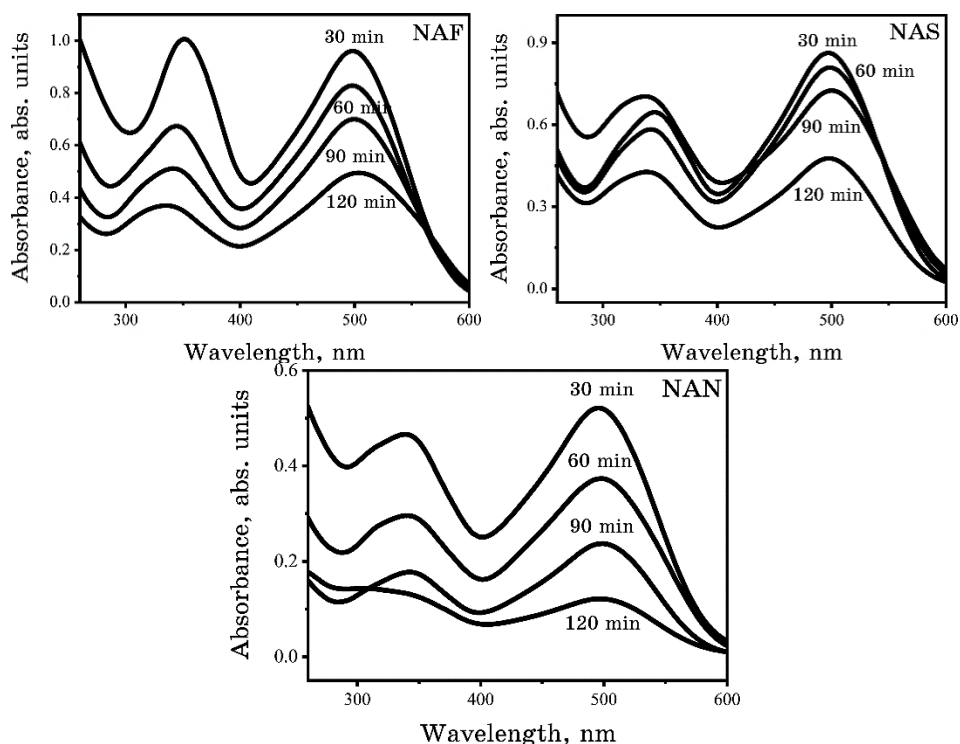 NAF
30 min
60 min
90 min
120 min
1.0
0.8
0.6
0.4
0.2
0.0
300
400
500
600
Absorbance, abs. units
Wavelength, nm
NAS
30 min
60 min
90 min
120 min
0.9
0.6
0.3
0.0
300
400
500
600
Absorbance, abs. units
Wavelength, nm
NAN
30 min
60 min
90 min
120 min
0.6
0.4
0.2
0.0
300
400
500
600
Absorbance, abs. units
Wavelength, nm